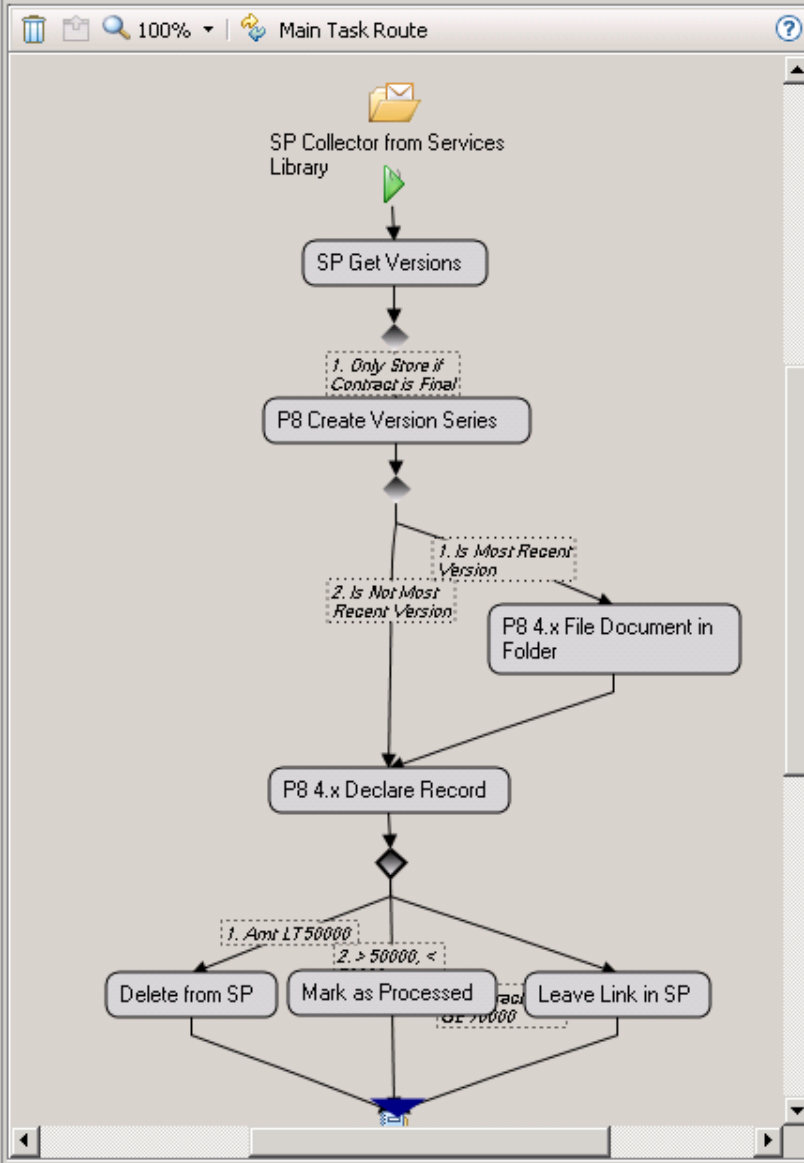 100% Main Task Route
SP Collector from Services
Library
SP Get Versions
1. Only Store if
Contract is Final
P8 Create Version Series
1. Is Most Recent
Version
2. Is Not Most
Recent Version
P8 4.x File Document in
Folder
P8 4.x Declare Record
1. Amt LT 50000
2. > 50000, <
Delete from SP
Mark as Processed
Leave Link in SP